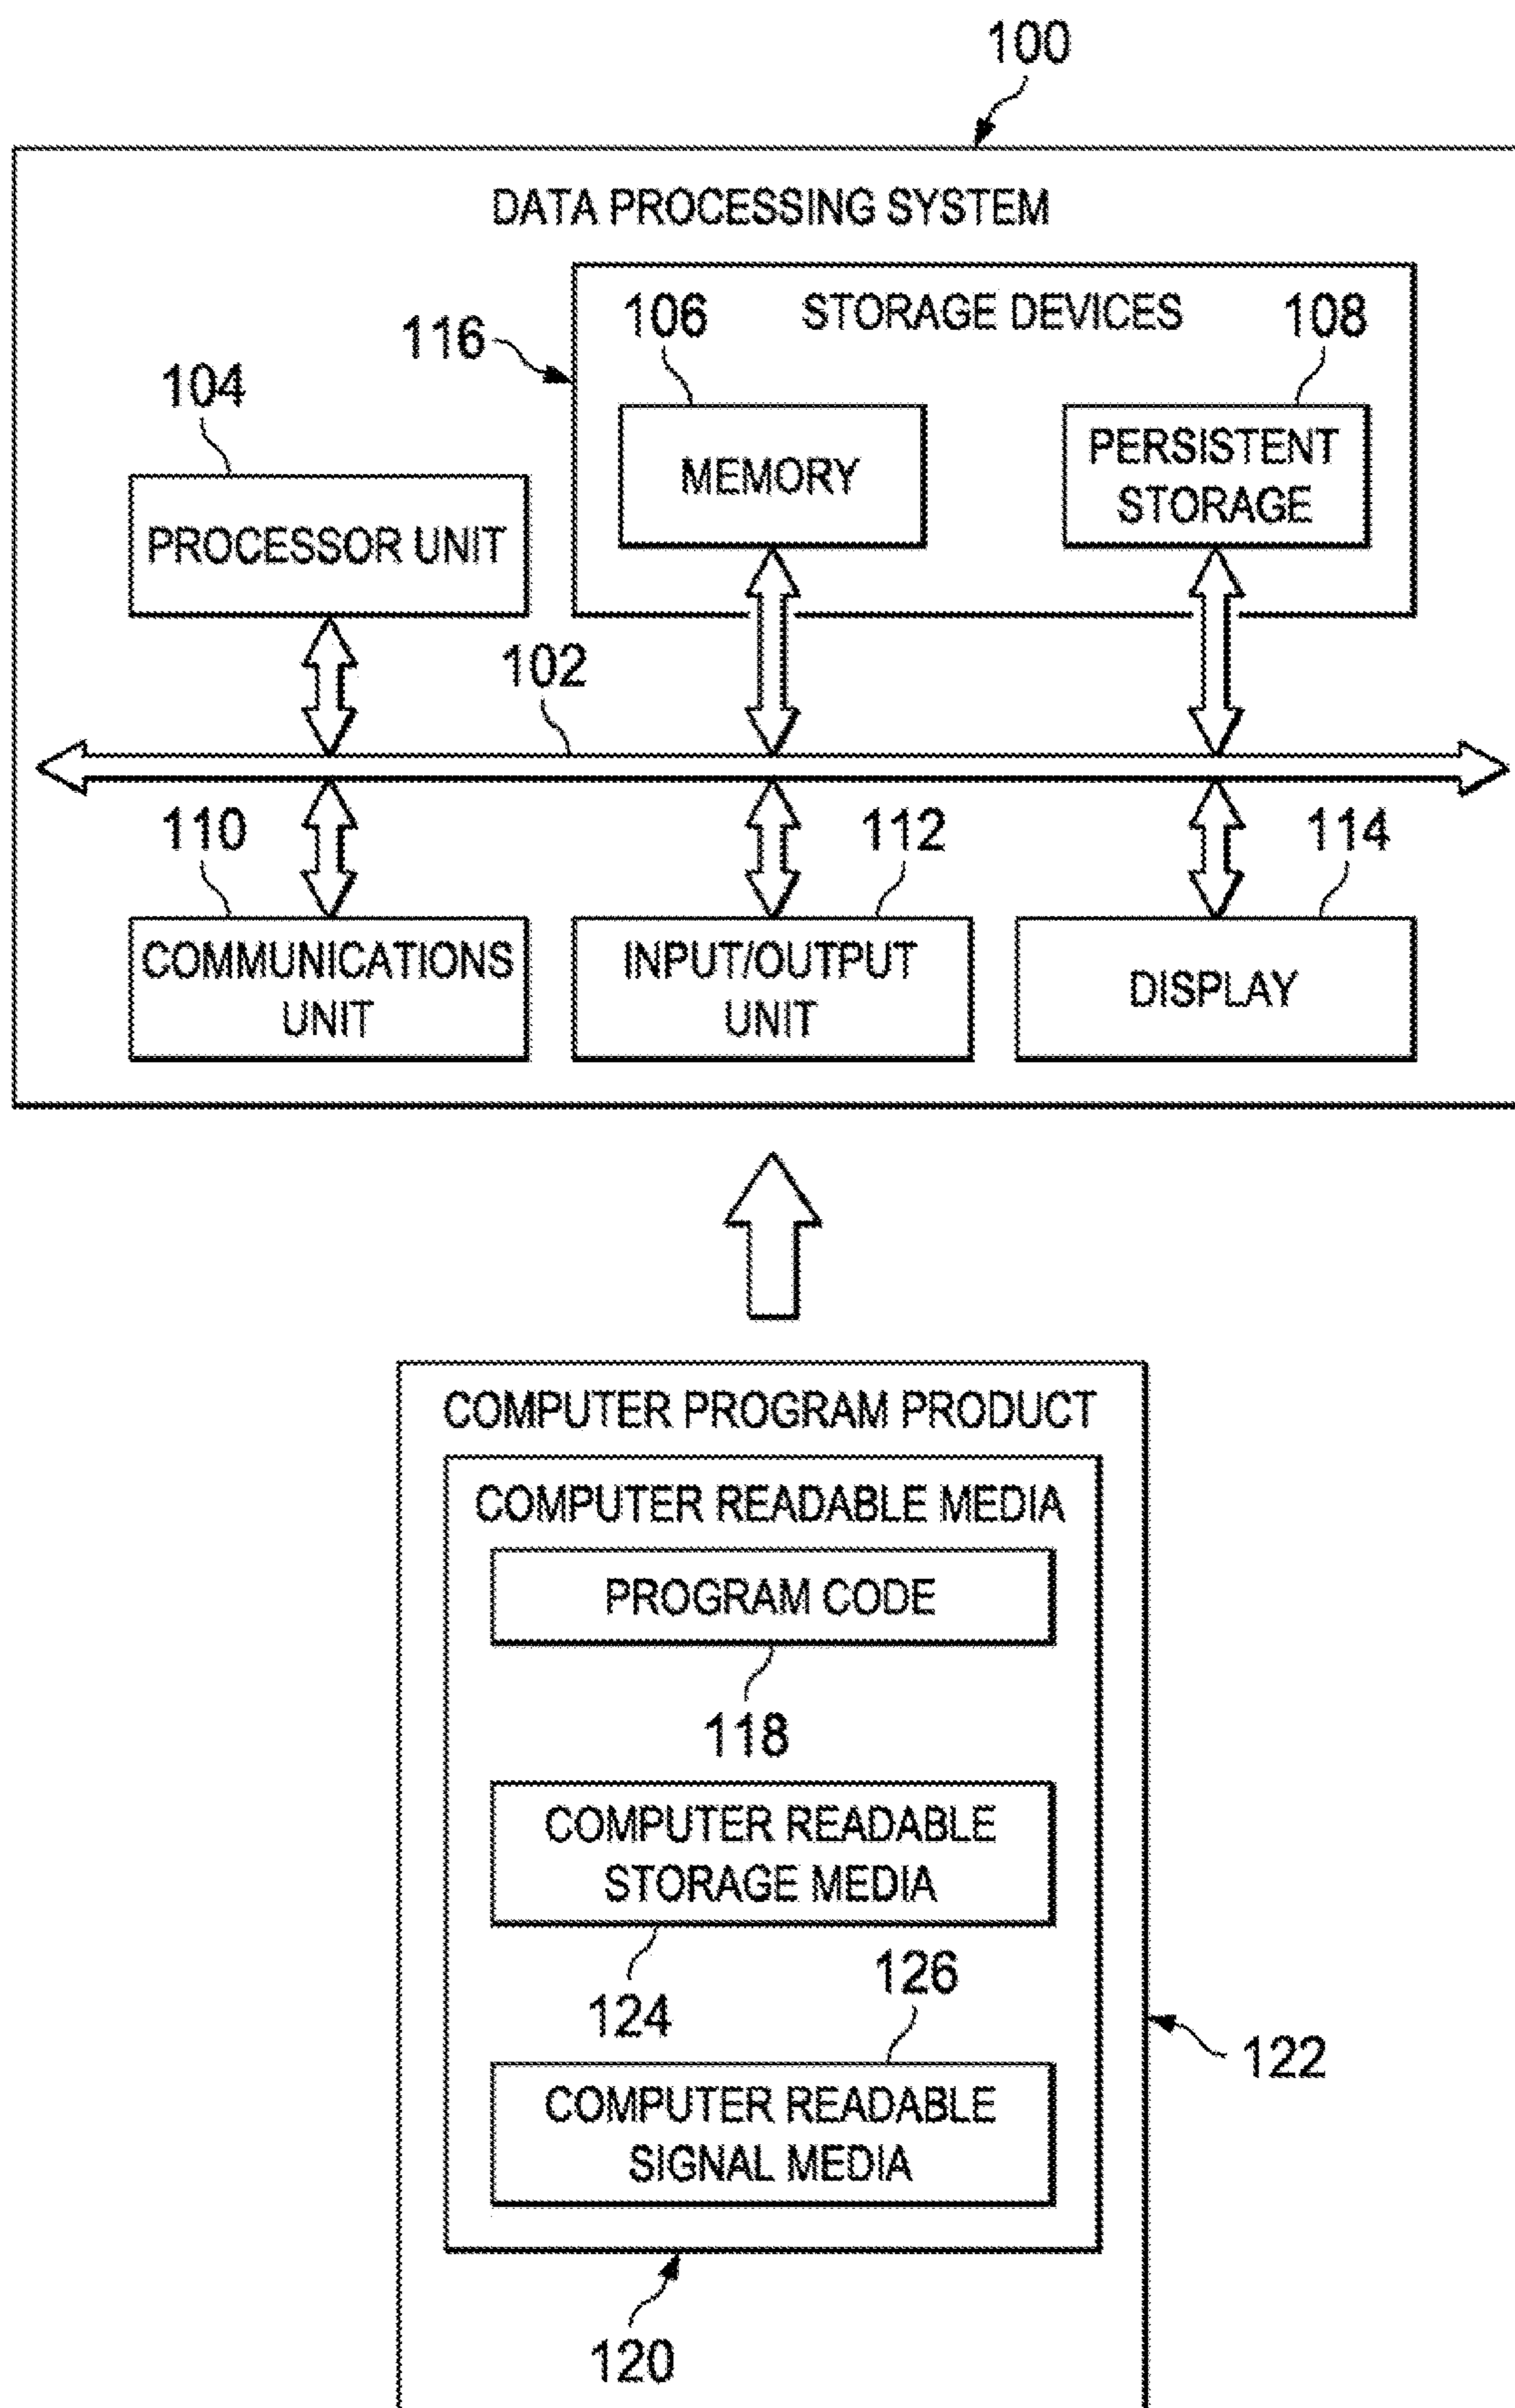 100
DATA PROCESSING SYSTEM
106
STORAGE DEVICES
108
116
104
MEMORY
PERSISTENT
STORAGE
PROCESSOR UNIT
102
110
112
114
COMMUNICATIONS
UNIT
INPUT/OUTPUT
UNIT
DISPLAY
COMPUTER PROGRAM PRODUCT
COMPUTER READABLE MEDIA
PROGRAM CODE
118
COMPUTER READABLE
STORAGE MEDIA
124
126
122
COMPUTER READABLE
SIGNAL MEDIA
120